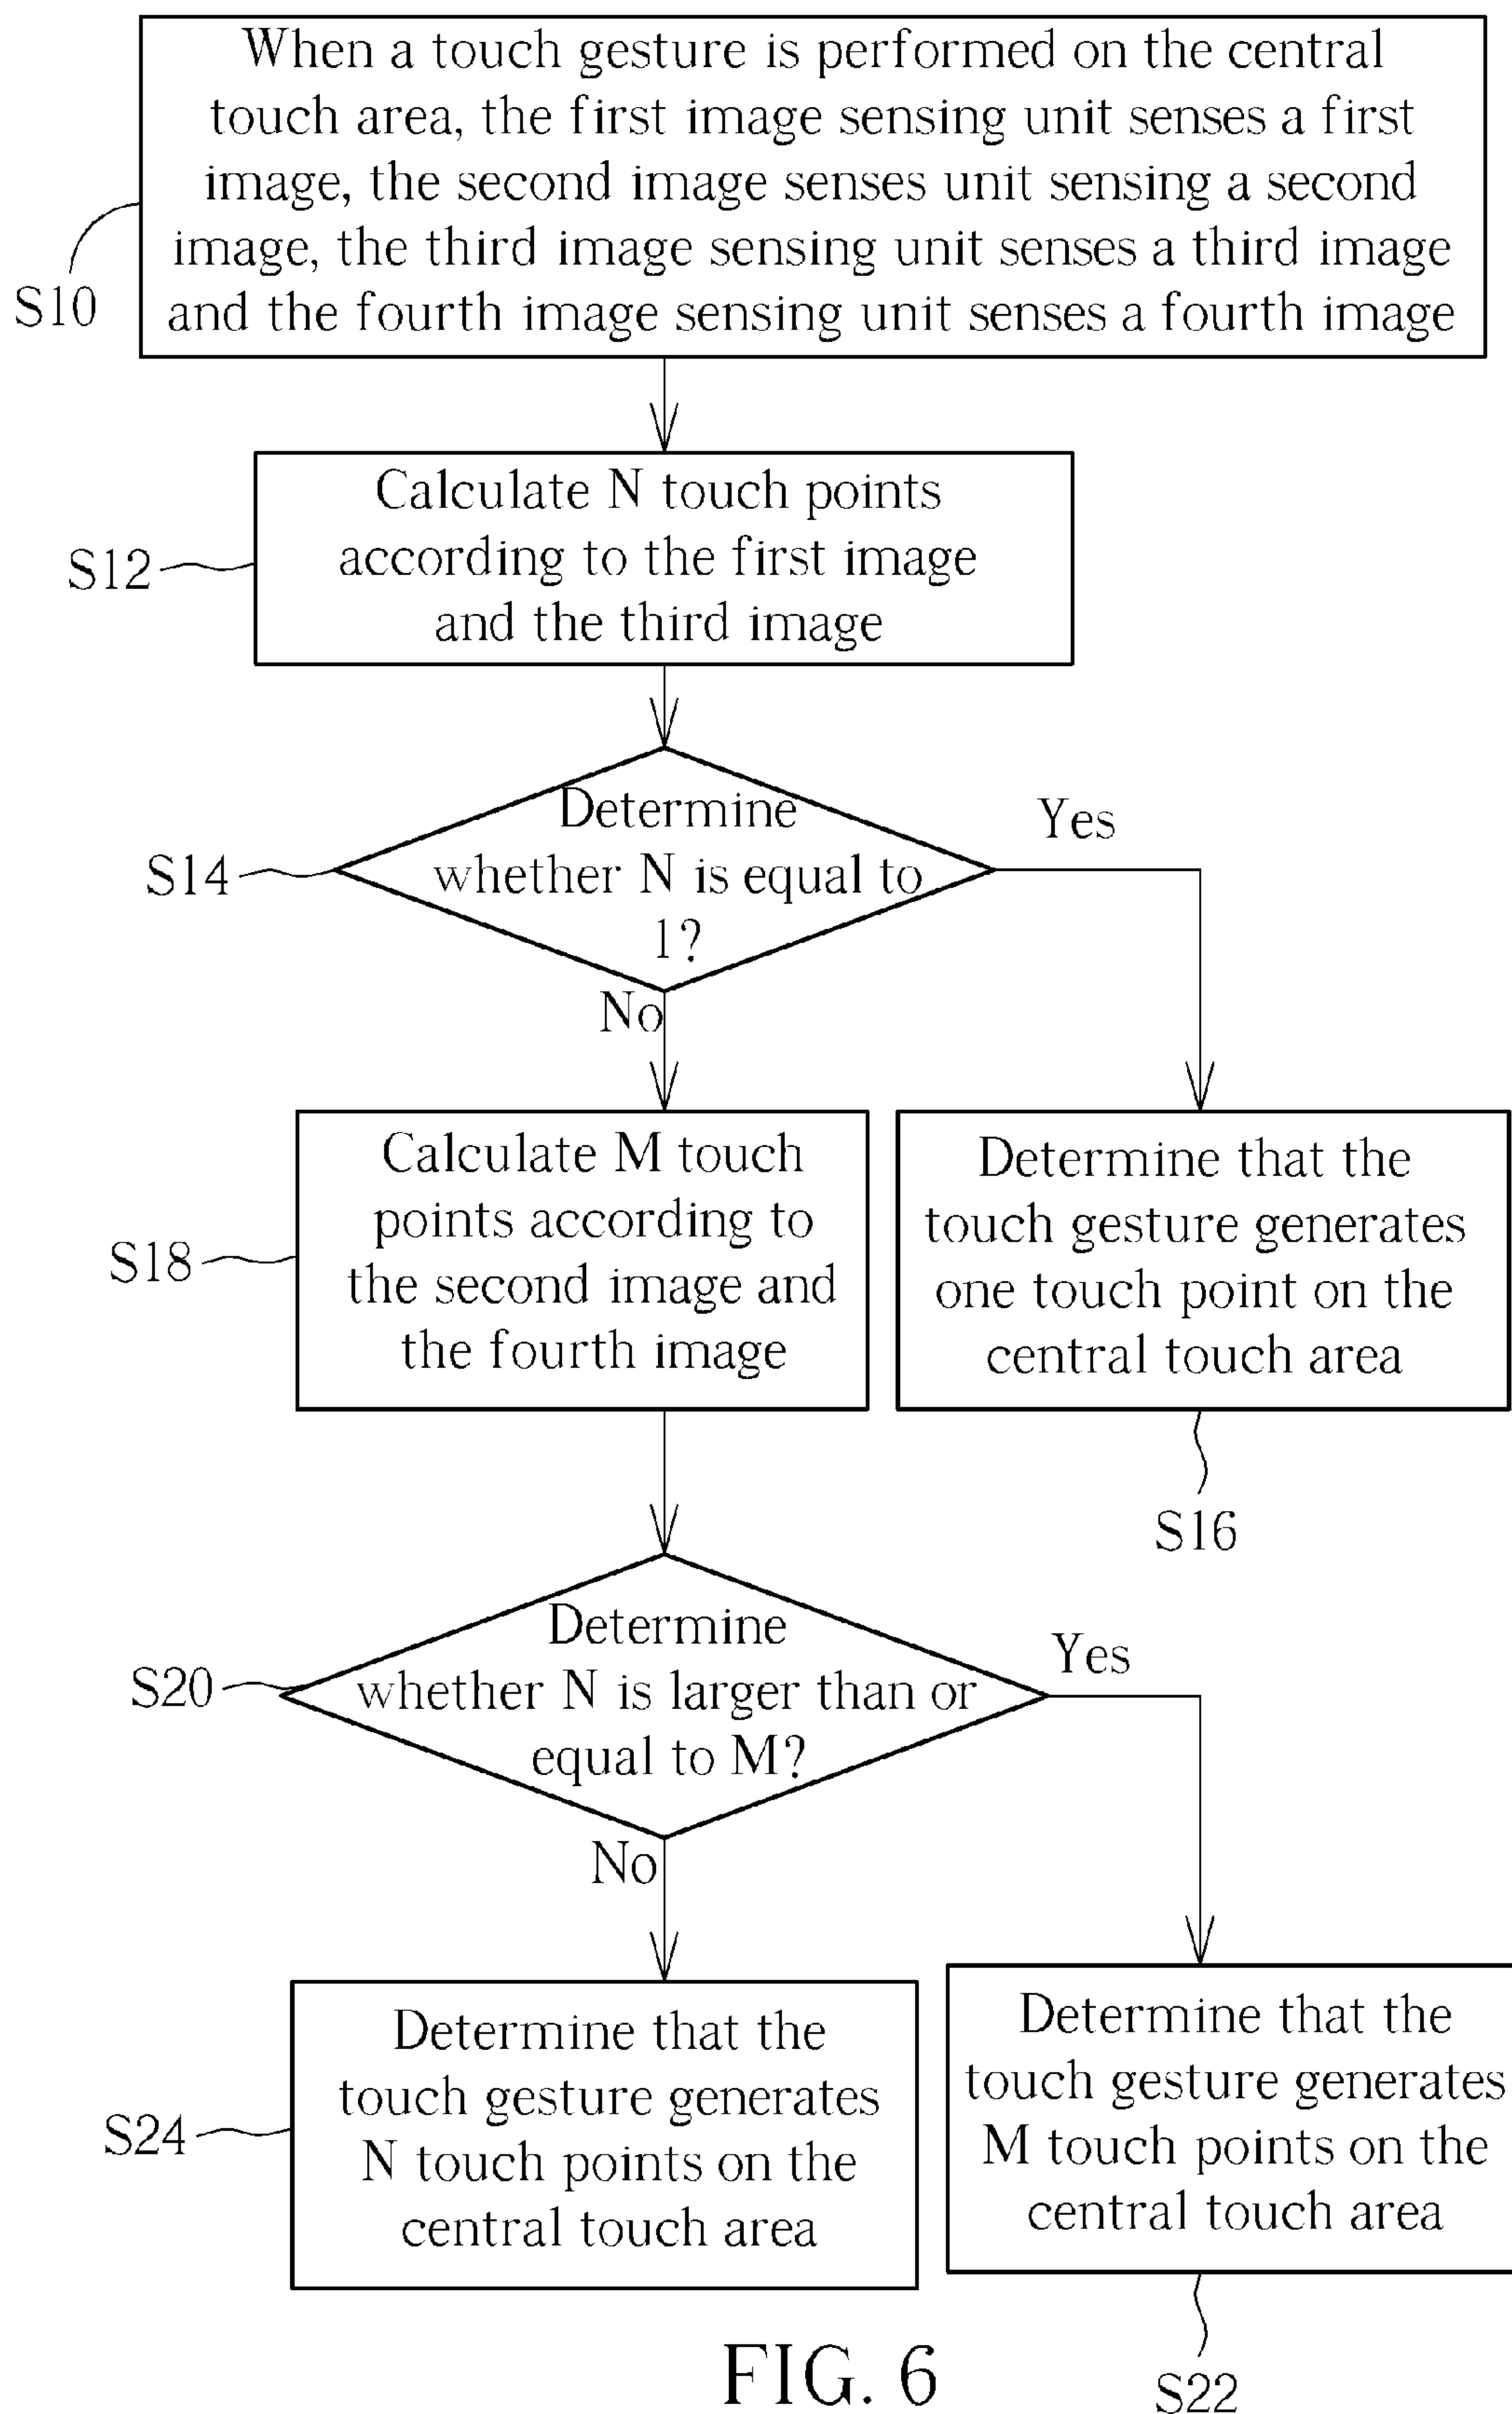 When a touch gesture is performed on the central
touch area, the first image sensing unit senses a first
image, the second image senses unit sensing a second
image, the third image sensing unit senses a third image
and the fourth image sensing unit senses a fourth image
S10
Calculate N touch points
according to the first image
and the third image
S12
Determine
whether N is equal to
1?
S14
Yes
No
Calculate M touch
points according to
the second image and
the fourth image
S18
Determine that the
touch gesture generates
one touch point on the
central touch area
S16
Determine
whether N is larger than or
equal to M?
S20
Yes
No
Determine that the
touch gesture generates
N touch points on the
central touch area
S24
Determine that the
touch gesture generates
M touch points on the
central touch area
S22
FIG. 6